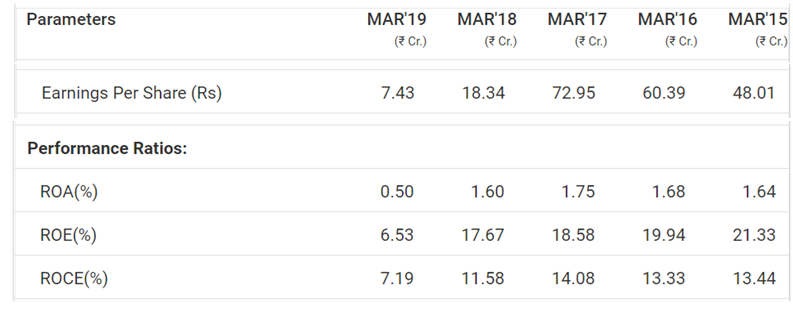 Parameters MAR'19 MAR'18 MAR'17 MAR'16 MAR'15
(₹ Cr.) (₹ Cr.) (₹ Cr.) (₹ Cr.) (₹ Cr.)
Earnings Per Share (Rs) 7.43 18.34 72.95 60.39 48.01
Performance Ratios:
ROA(%) 0.50 1.60 1.75 1.68 1.64
ROE(%) 6.53 17.67 18.58 19.94 21.33
ROCE(%) 7.19 11.58 14.08 13.33 13.44